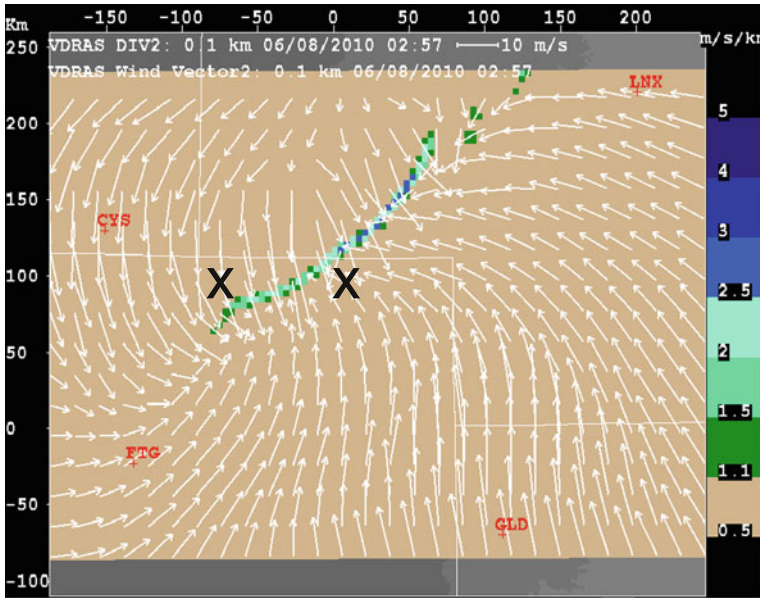 -150 -100 -50 0 50 100 150 200
Km
250
VDRAS DIV2: 0.1 km 06/08/2010 02:57 10 m/s
m/s/km
VDRAS Wind Vector2: 0.1 km 06/08/2010 02:57
LNX
200
5
4
150
CYS
3
100
X X
2.5
50
2
0
1.5
FTG
1.1
-50
GLD
0.5
-100